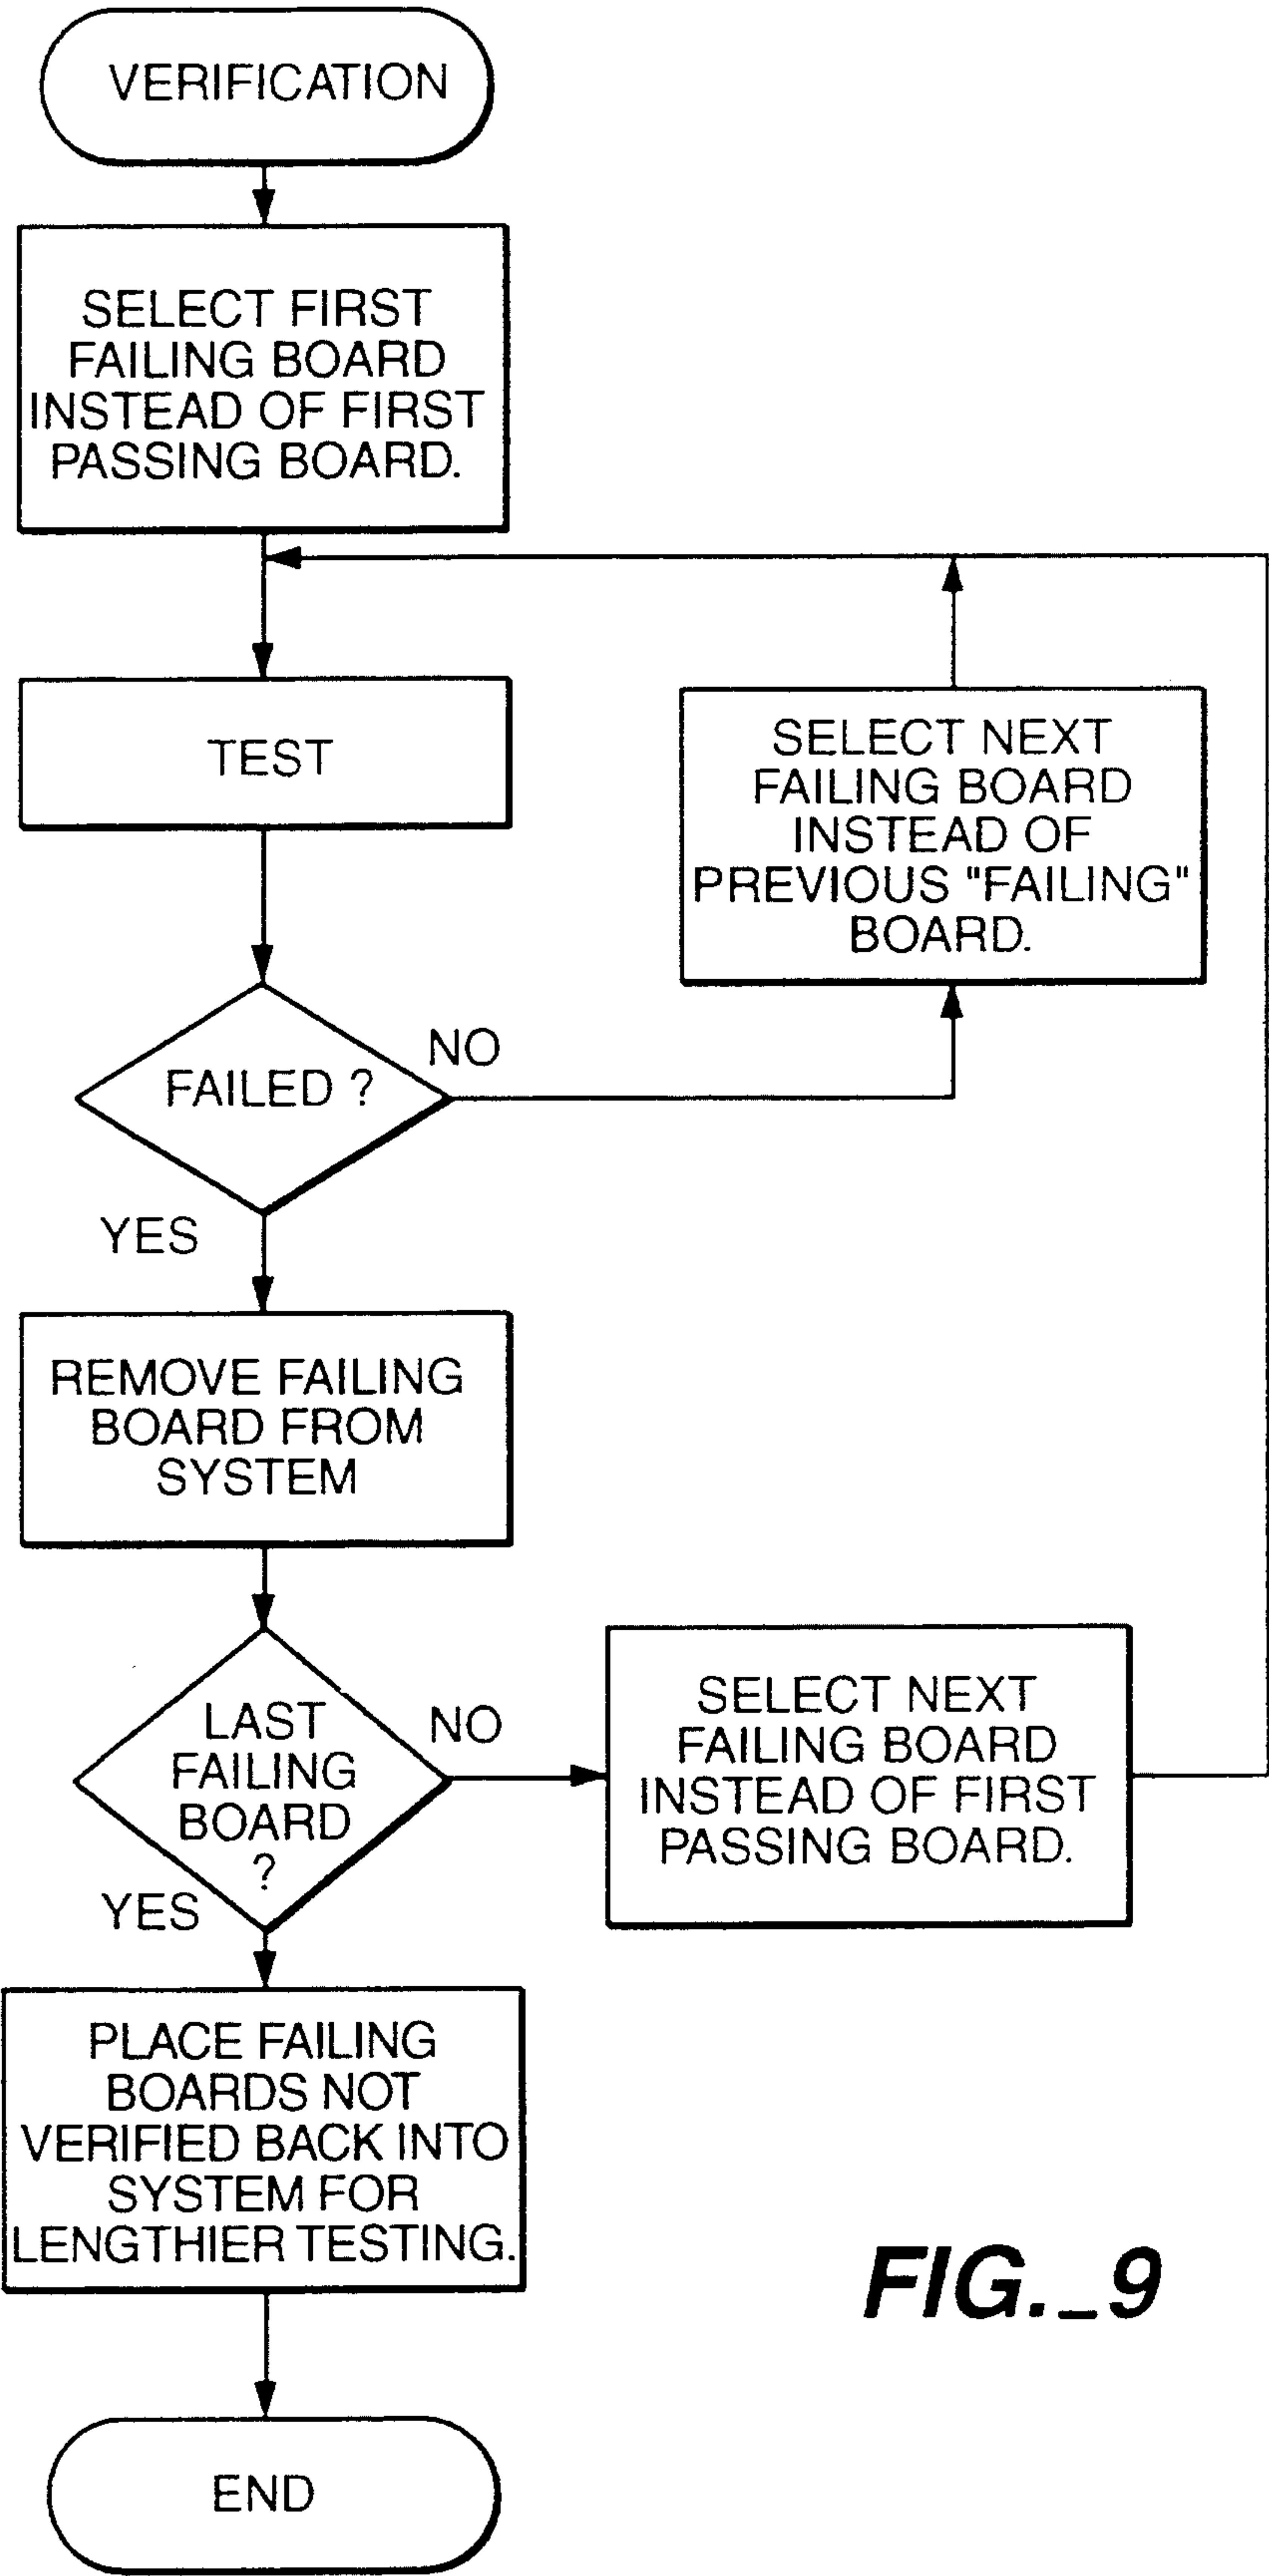 VERIFICATION
SELECT FIRST
FAILING BOARD
INSTEAD OF FIRST
PASSING BOARD.
TEST
SELECT NEXT
FAILING BOARD
INSTEAD OF
PREVIOUS "FAILING"
BOARD.
FAILED ?
NO
YES
REMOVE FAILING
BOARD FROM
SYSTEM
LAST
FAILING
BOARD
?
NO
YES
SELECT NEXT
FAILING BOARD
INSTEAD OF FIRST
PASSING BOARD.
PLACE FAILING
BOARDS NOT
VERIFIED BACK INTO
SYSTEM FOR
LENGTHIER TESTING.
END
FIG._9